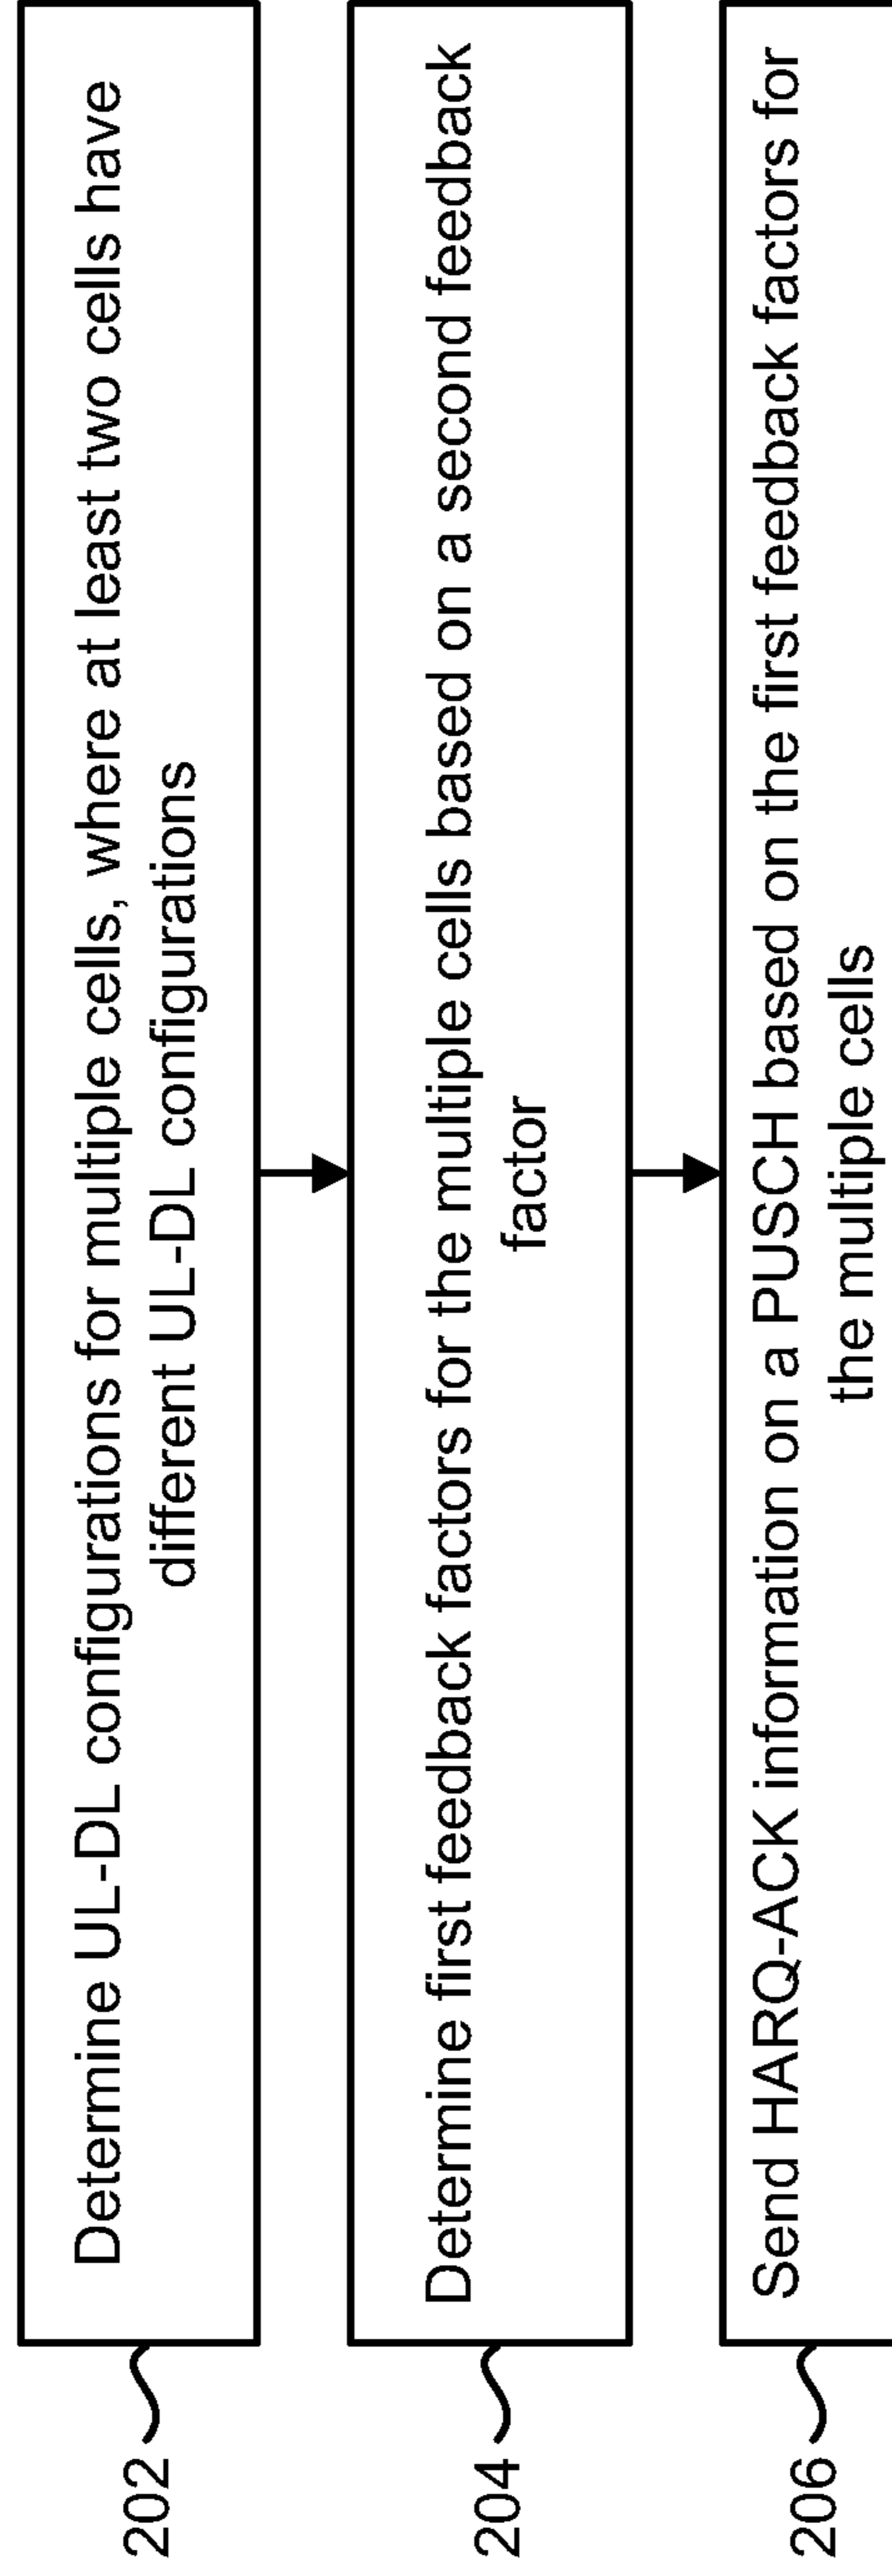 202
Determine UL-DL configurations for multiple cells, where at least two cells have
different UL-DL configurations
204
Determine first feedback factors for the multiple cells based on a second feedback
factor
206
Send HARQ-ACK information on a PUSCH based on the first feedback factors for
the multiple cells